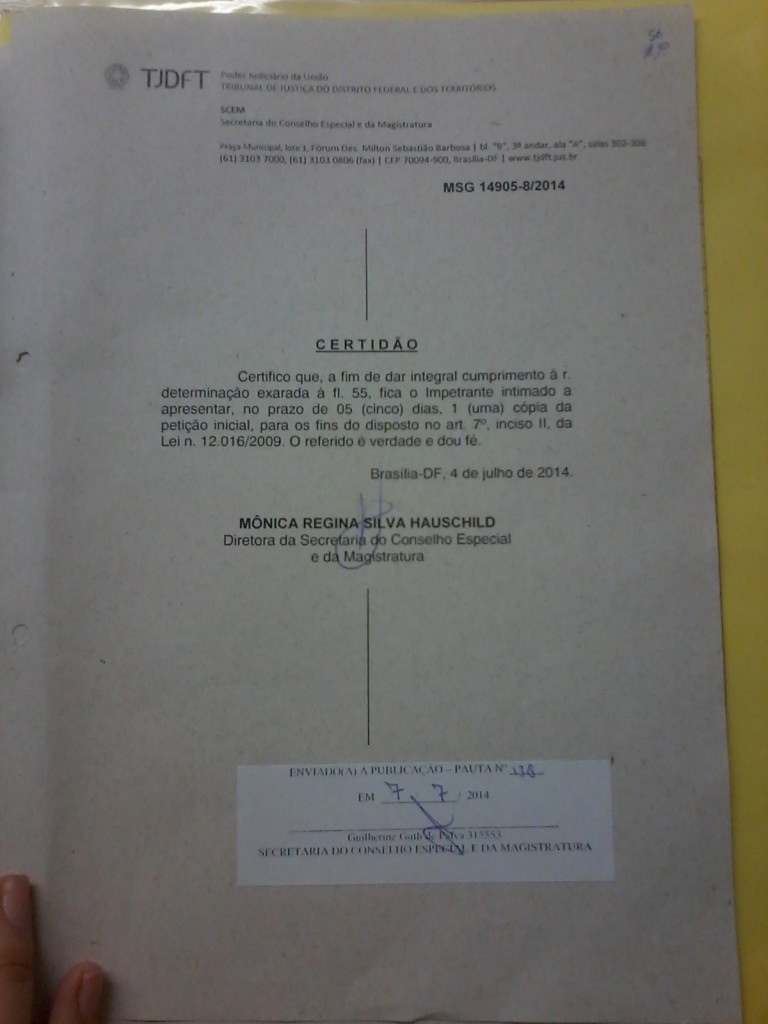 56
TJDFT
Poder Judiciário da União
TRIBUNAL DE JUSTIÇA DO DISTRITO FEDERAL E DOS TERRITÓRIOS
SCEM
Secretaria do Conselho Especial e da Magistratura
Praça Municipal, lote 1, Fórum Des. Milton Sebastião Barbosa | bl. "B", 3º andar, ala "A", salas 302-306
(61) 3103 7000, (61) 3103 0806 (fax) | CEP 70094-900, Brasília-DF | www.tjdft.jus.br
MSG 14905-8/2014
CERTIDÃO
Certifico que, a fim de dar integral cumprimento à r.
determinação exarada à fl. 55, fica o Impetrante intimado a
apresentar, no prazo de 05 (cinco) dias, 1 (uma) cópia da
petição inicial, para os fins do disposto no art. 7º, inciso II, da
Lei n. 12.016/2009. O referido é verdade e dou fé.
Brasília-DF, 4 de julho de 2014.
MÔNICA REGINA SILVA HAUSCHILD
Diretora da Secretaria do Conselho Especial
e da Magistratura
ENVIADO(A) À PUBLICAÇÃO – PAUTA Nº
EM 7 7 2014
Guilherme 315553
SECRETARIA DO CONSELHO ESPECIAL E DA MAGISTRATURA